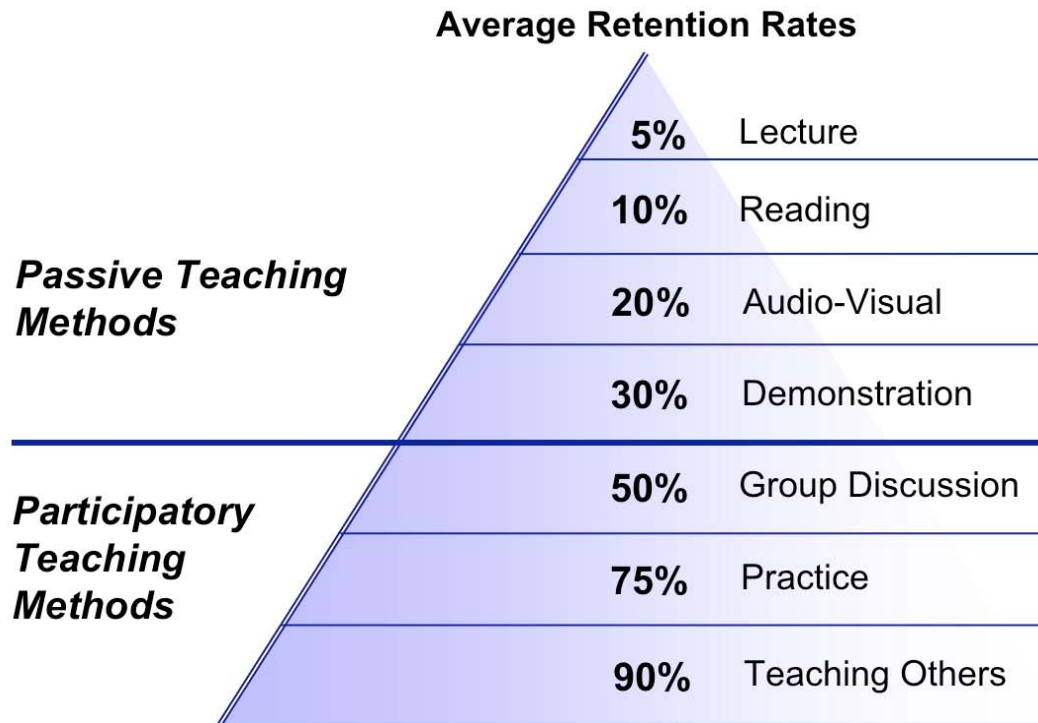 Average Retention Rates
5% Lecture
10% Reading
Passive Teaching
Methods
20% Audio-Visual
30% Demonstration
50% Group Discussion
Participatory
Teaching
Methods
75% Practice
90% Teaching Others